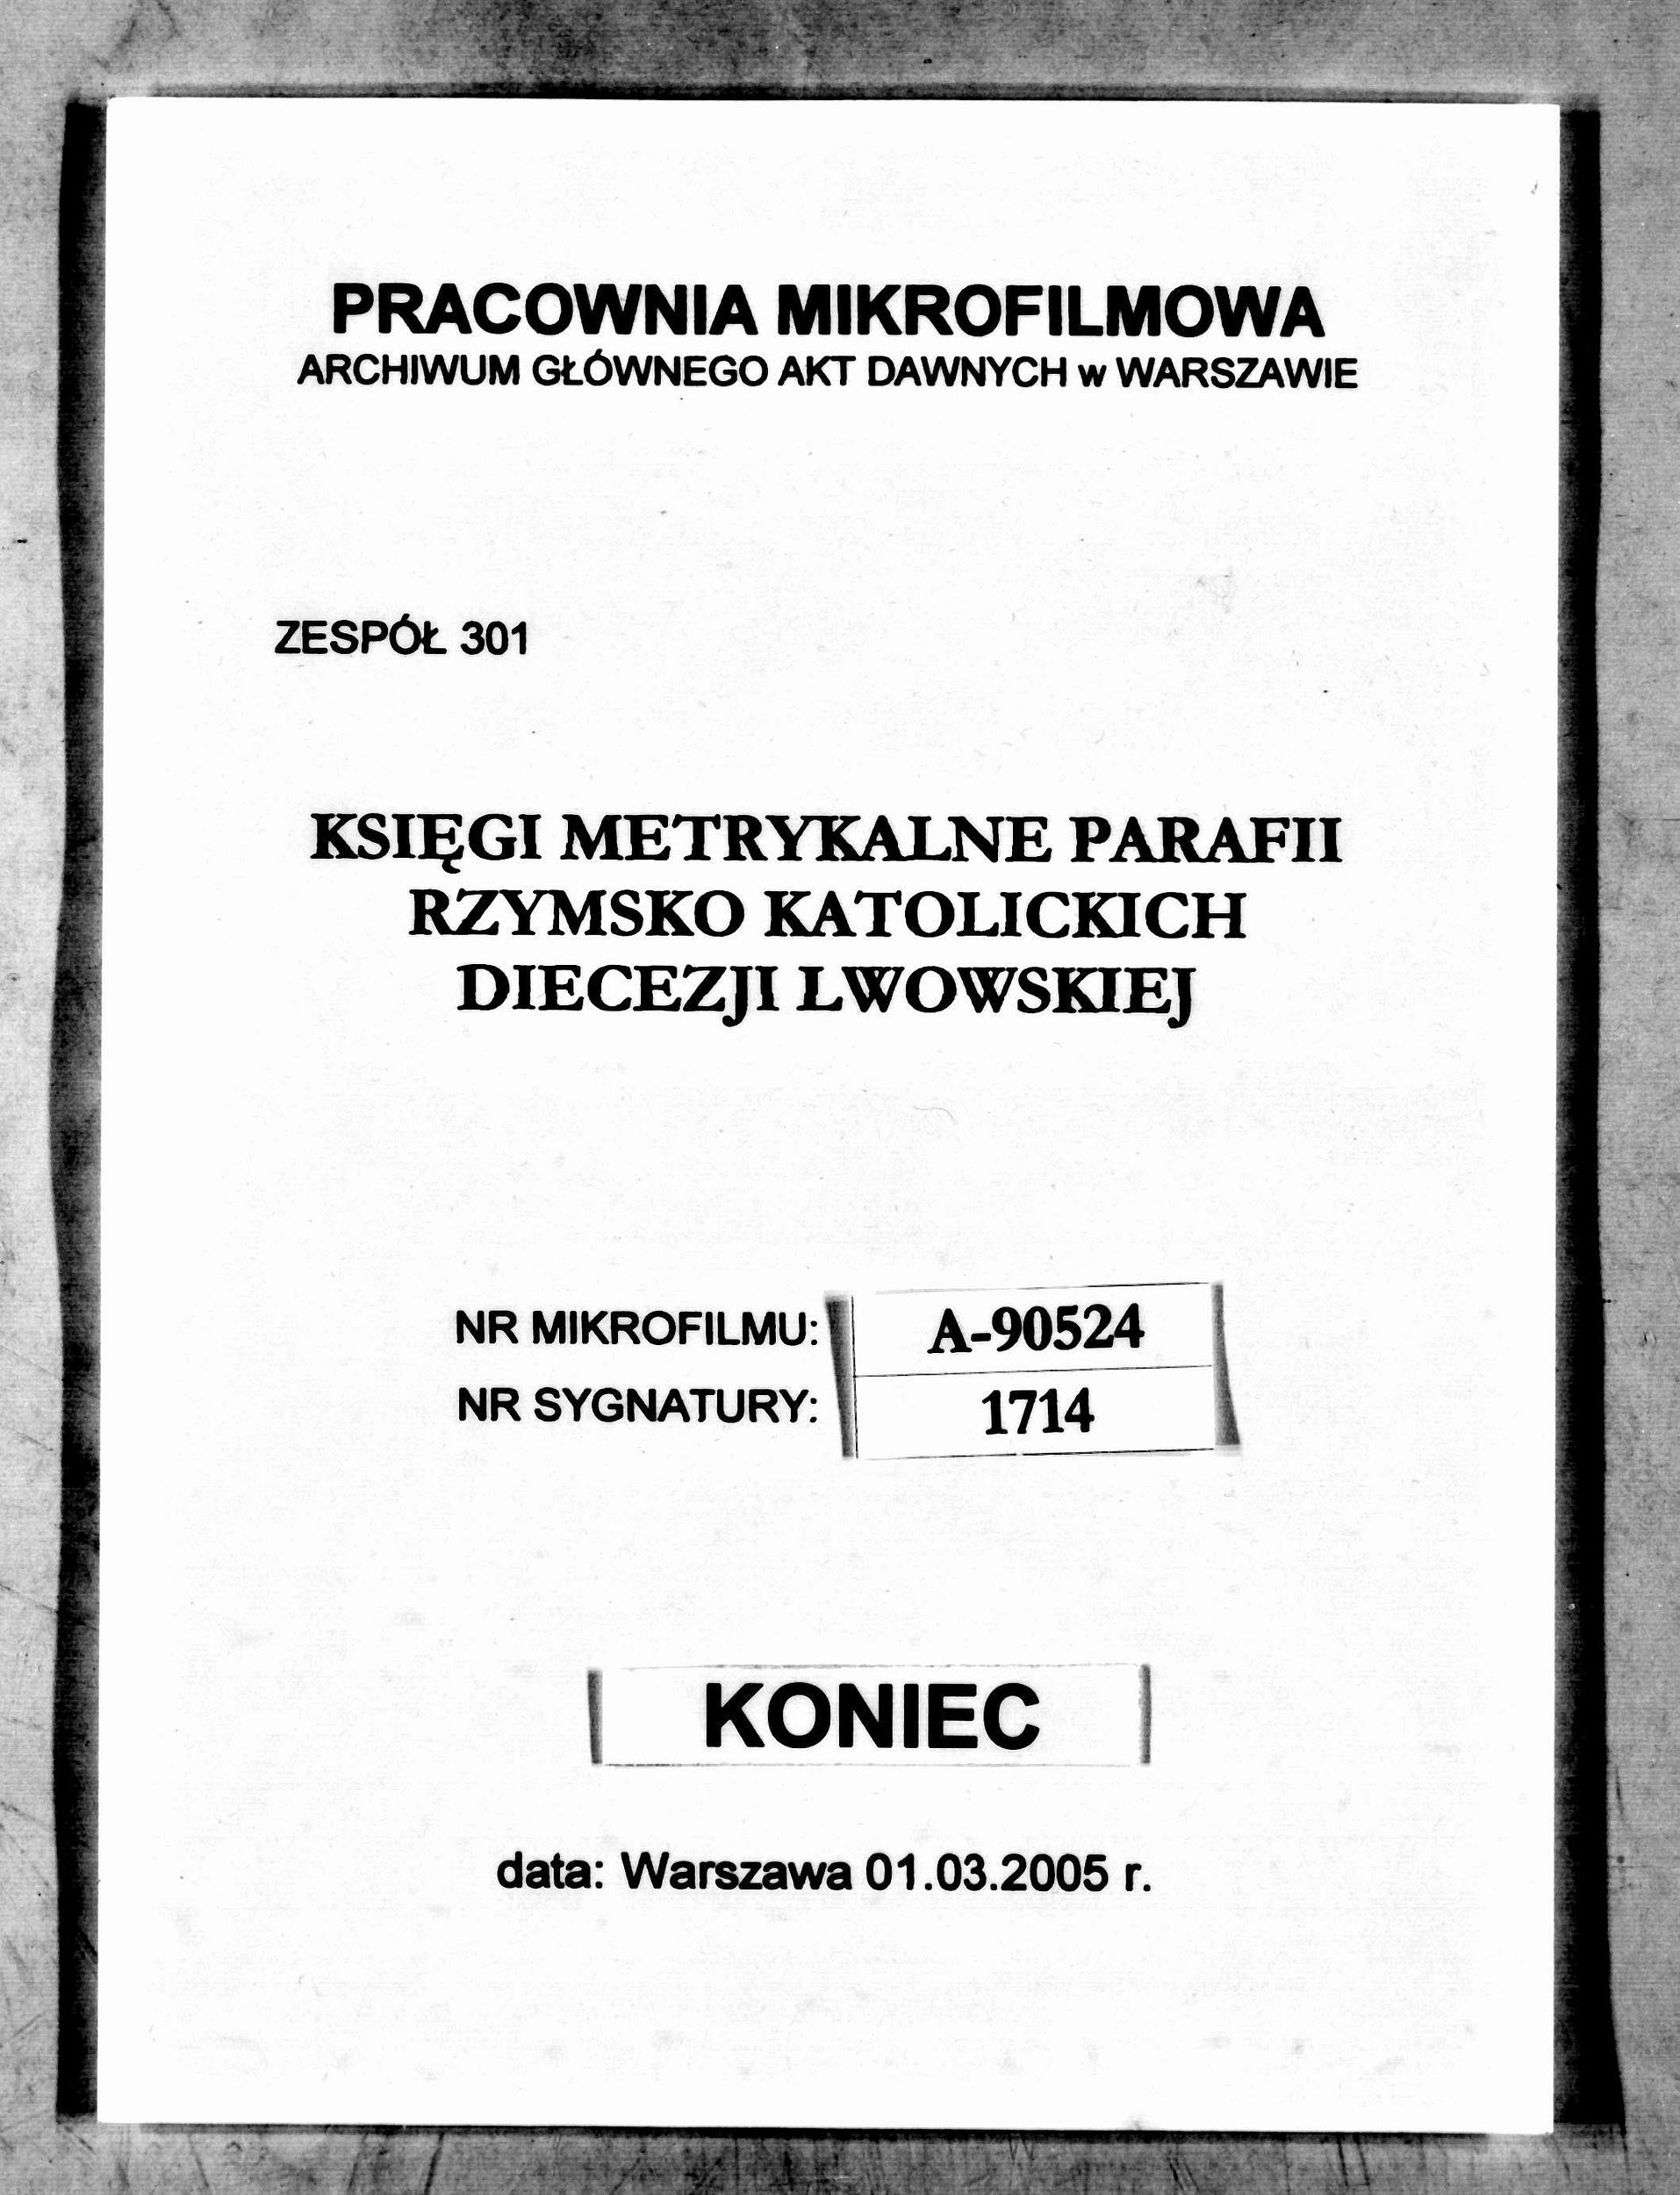 PRACOWNIA MIKROFILMOWA
ARCHIWUM GŁÓWNEGO AKT DAWNYCH w WARSZAWIE
ZESPÓŁ 301
KSIĘGI METRYKALNE PARAFII
RZYMSKO KATOLICKICH
DIECEZJI LWOWSKIEJ
NR MIKROFILMU: A-90524
NR SYGNATURY: 1714
KONIEC
data: Warszawa 01.03.2005 r.